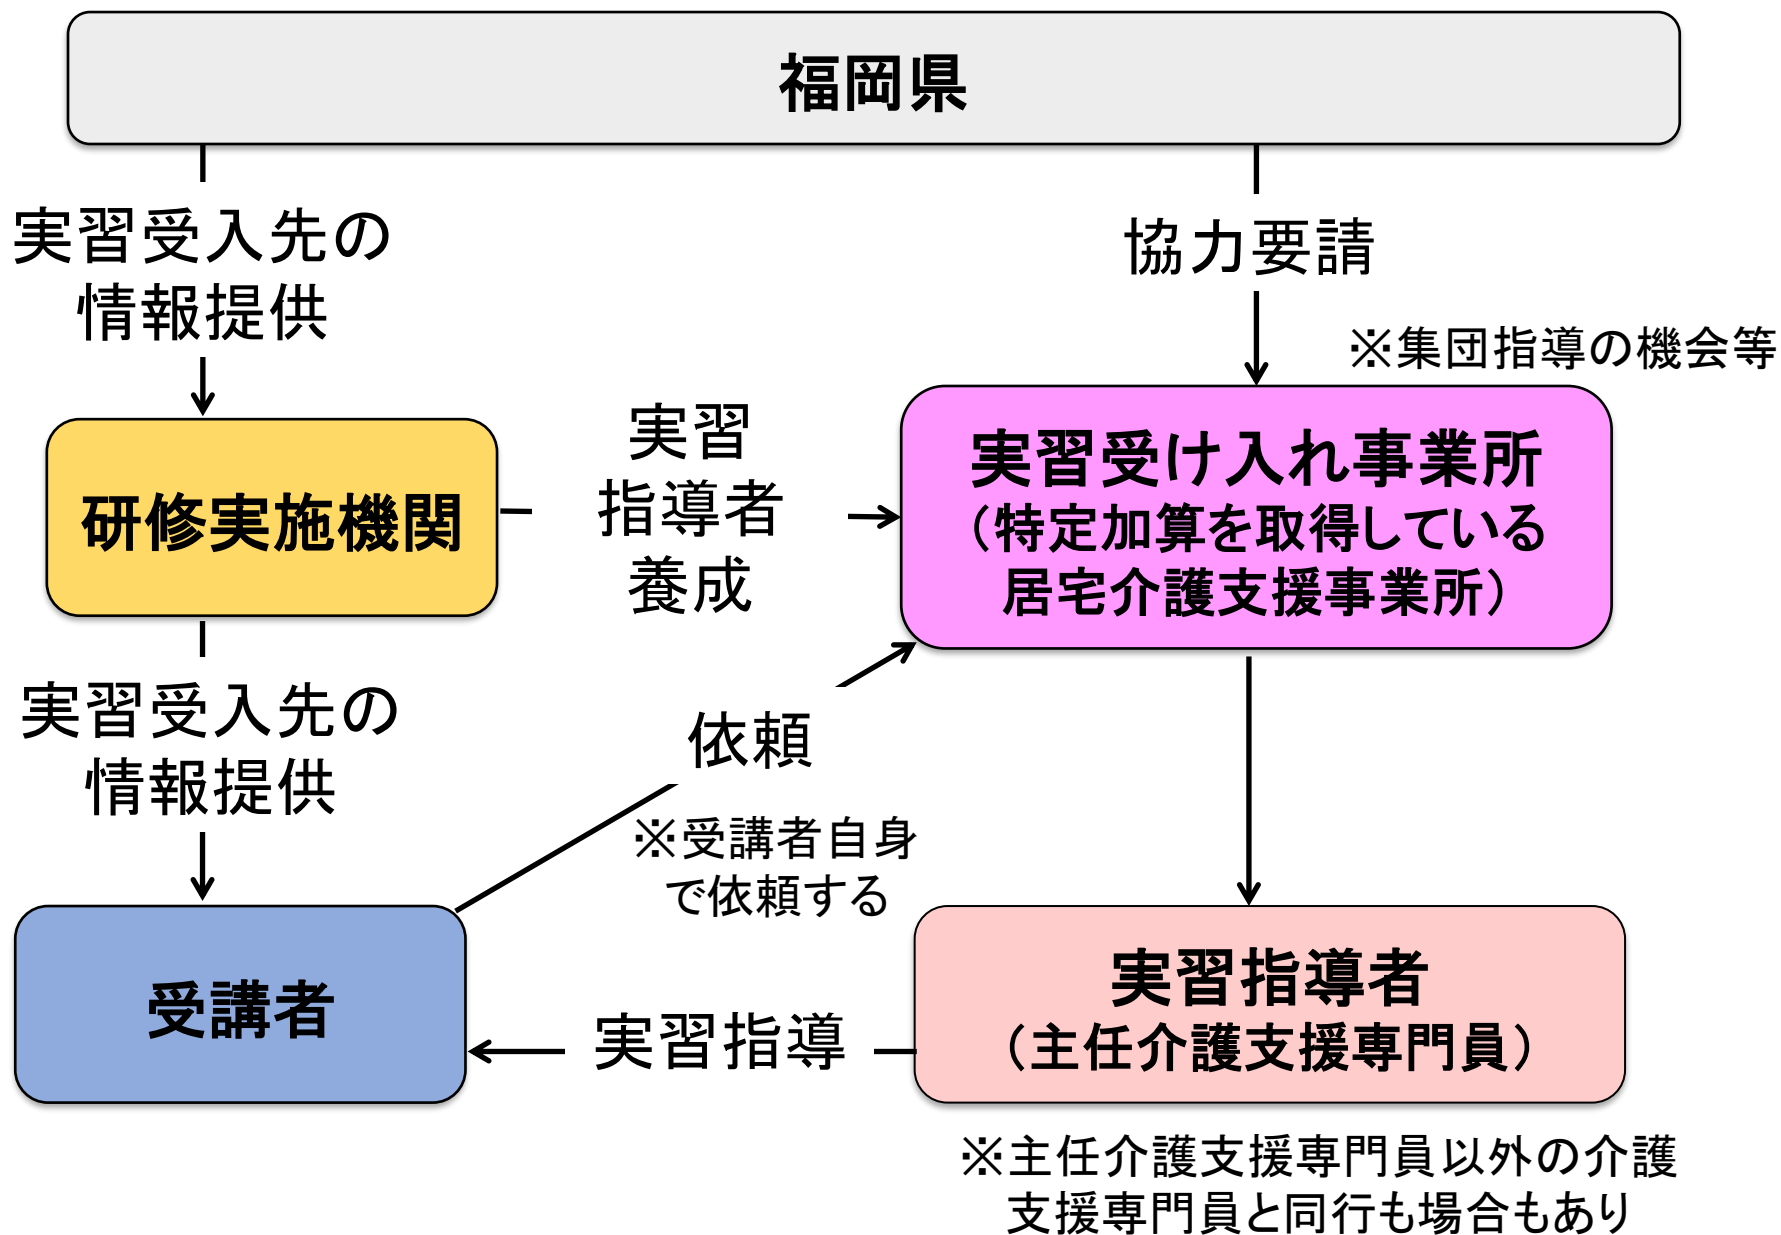 福岡県
実習受入先の
情報提供
協力要請
※集団指導の機会等
研修実施機関
実習
指導者
養成
実習受け入れ事業所
（特定加算を取得している
居宅介護支援事業所）
実習受入先の
情報提供
依頼
※受講者自身
で依頼する
受講者
実習指導
実習指導者
（主任介護支援専門員）
※主任介護支援専門員以外の介護
支援専門員と同行も場合もあり